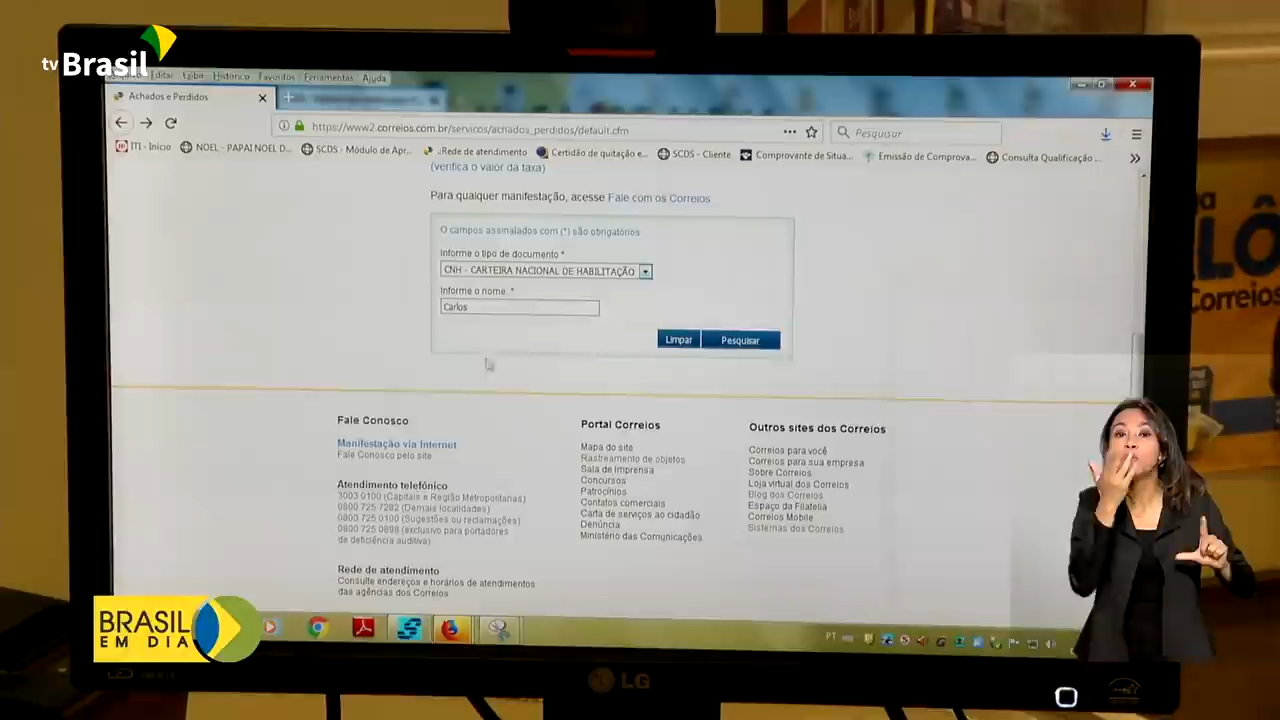 tv Brasil
Editar Exibir Histórico Favoritos Ferramentas Ajuda
Achados e Perdidos
https://www2.correios.com.br/servicos/achados_perdidos/default.cfm
Pesquisar
ITI - Início
NOEL - PAPAI NOEL D...
SCDS - Módulo de Apr...
..:Rede de atendimento
Certidão de quitação e...
SCDS - Cliente
Comprovante de Situa...
Emissão de Comprova...
Consulta Qualificação ...
(verifica o valor da taxa)
Para qualquer manifestação, acesse Fale com os Correios
O campos assinalados com (*) são obrigatórios
Informe o tipo de documento *
CNH - CARTEIRA NACIONAL DE HABILITAÇÃO
Informe o nome: *
Carlos
Limpar
Pesquisar
Fale Conosco
Manifestação via Internet
Fale Conosco pelo site
Atendimento telefônico
3003 0100 (Capitais e Região Metropolitanas)
0800 725 7282 (Demais localidades)
0800 725 0100 (Sugestões ou reclamações)
0800 725 0898 (exclusivo para portadores
de deficiência auditiva)
Rede de atendimento
Consulte endereços e horários de atendimentos
das agências dos Correios
Portal Correios
Mapa do site
Rastreamento de objetos
Sala de Imprensa
Concursos
Patrocínios
Contatos comerciais
Carta de serviços ao cidadão
Denúncia
Ministério das Comunicações
Outros sites dos Correios
Correios para você
Correios para sua empresa
Sobre Correios
Loja virtual dos Correios
Blog dos Correios
Espaço da Filatelia
Correios Mobile
Sistemas dos Correios
LÔ
Correios
PT
BRASIL
EM DIA
LG